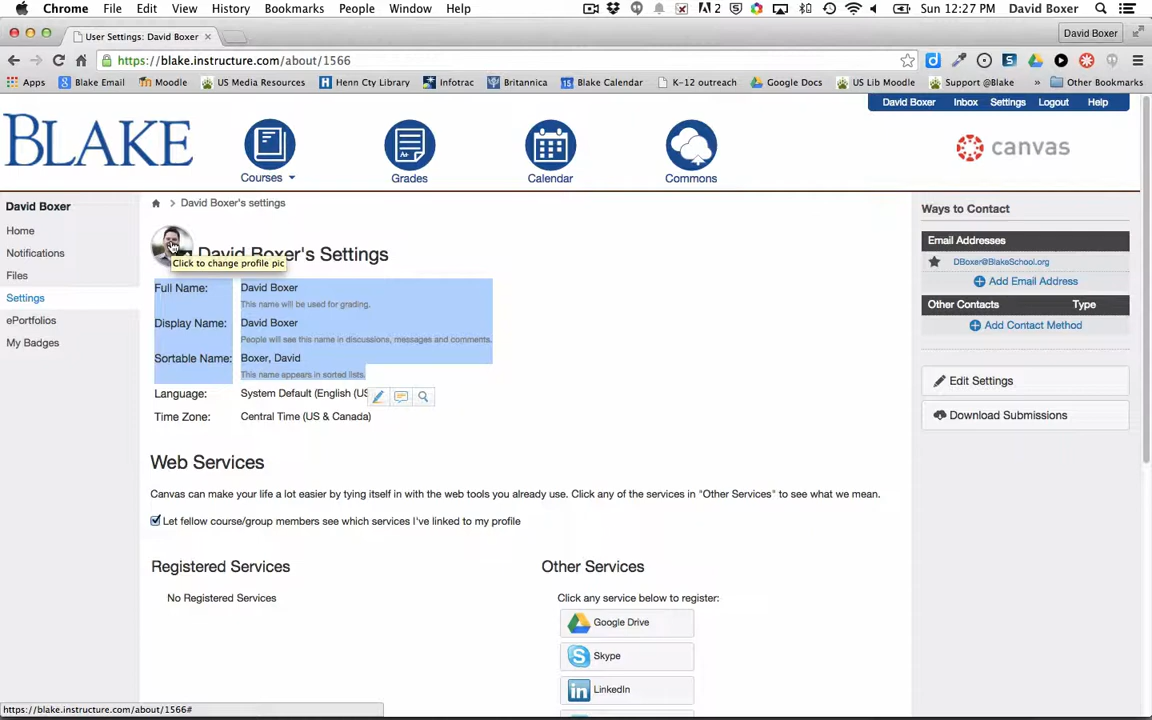 Chrome File Edit View History Bookmarks People Window Help 2 Sun 12:27 PM David Boxer
User Settings: David Boxer David Boxer
https://blake.instructure.com/about/1566
Apps Blake Email Moodle US Media Resources Henn Cty Library Infotrac Britannica 15 Blake Calendar K-12 outreach Google Docs US Lib Moodle Support @Blake » Other Bookmarks
David Boxer Inbox Settings Logout Help
BLAKE
Courses Grades Calendar Commons
canvas
David Boxer
Home
Notifications
Files
Settings
ePortfolios
My Badges
David Boxer's settings
David Boxer's Settings
Click to change profile pic
Full Name: David Boxer
This name will be used for grading.
Display Name: David Boxer
People will see this name in discussions, messages and comments.
Sortable Name: Boxer, David
This name appears in sorted lists.
Language: System Default (English (US
Time Zone: Central Time (US & Canada)
Web Services
Canvas can make your life a lot easier by tying itself in with the web tools you already use. Click any of the services in "Other Services" to see what we mean.
Let fellow course/group members see which services I've linked to my profile
Registered Services
No Registered Services
Other Services
Click any service below to register:
Google Drive
Skype
LinkedIn
Ways to Contact
Email Addresses
DBoxer@BlakeSchool.org
Add Email Address
Other Contacts Type
Add Contact Method
Edit Settings
Download Submissions
https://blake.instructure.com/about/1566#